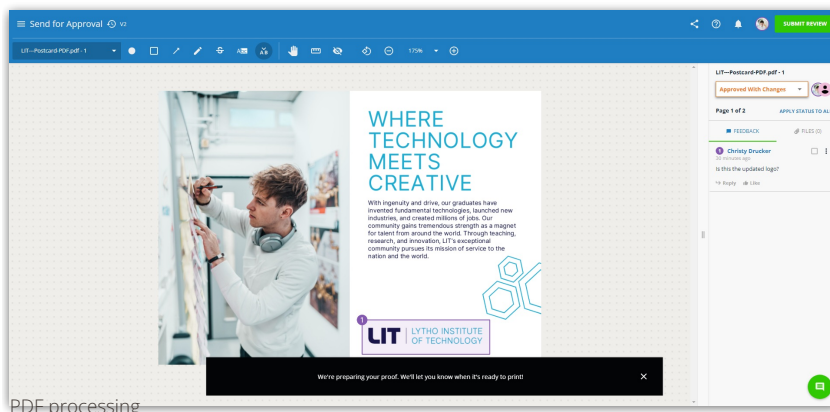 Send for Approval V2
SUBMIT REVIEW
LIT—Postcard-PDF.pdf - 1
175%
LIT—Postcard-PDF.pdf - 1
Approved With Changes
Page 1 of 2
APPLY STATUE TO AL
FEEDBACK
FILES (0)
1 Christy Drucker
20 minutes ago
Is this the updated logo?
Reply Like
WHERE
TECHNOLOGY
MEETS
CREATIVE
With ingenuity and drive, our graduates have
invented fundamental technologies, launched new
industries, and created millions of jobs. Our
community gains tremendous strength as a magnet
for talent from around the world. Through teaching,
research, and innovation, LIT's exceptional
community pursues its mission of service to the
nation and the world.
1
LIT LYTHO INSTITUTE
OF TECHNOLOGY
We're preparing your proof. We'll let you know when it's ready to print!
PDF processing